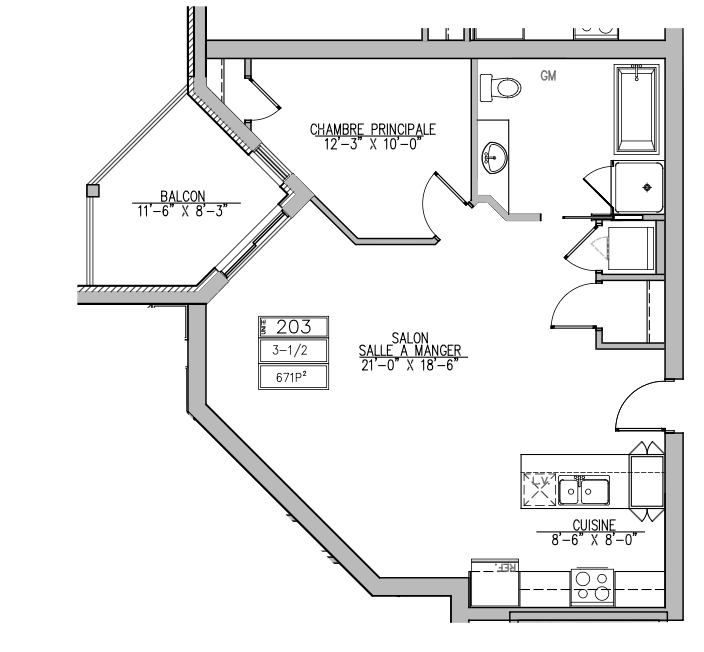 GM
CHAMBRE PRINCIPALE
12'-3" X 10'-0"
BALCON
11'-6" X 8'-3"
UNITÉ 203
3-1/2
671P²
SALON
SALLE A MANGER
21'-0" X 18'-6"
L.V.
CUISINE
8'-6" X 8'-0"
REF.